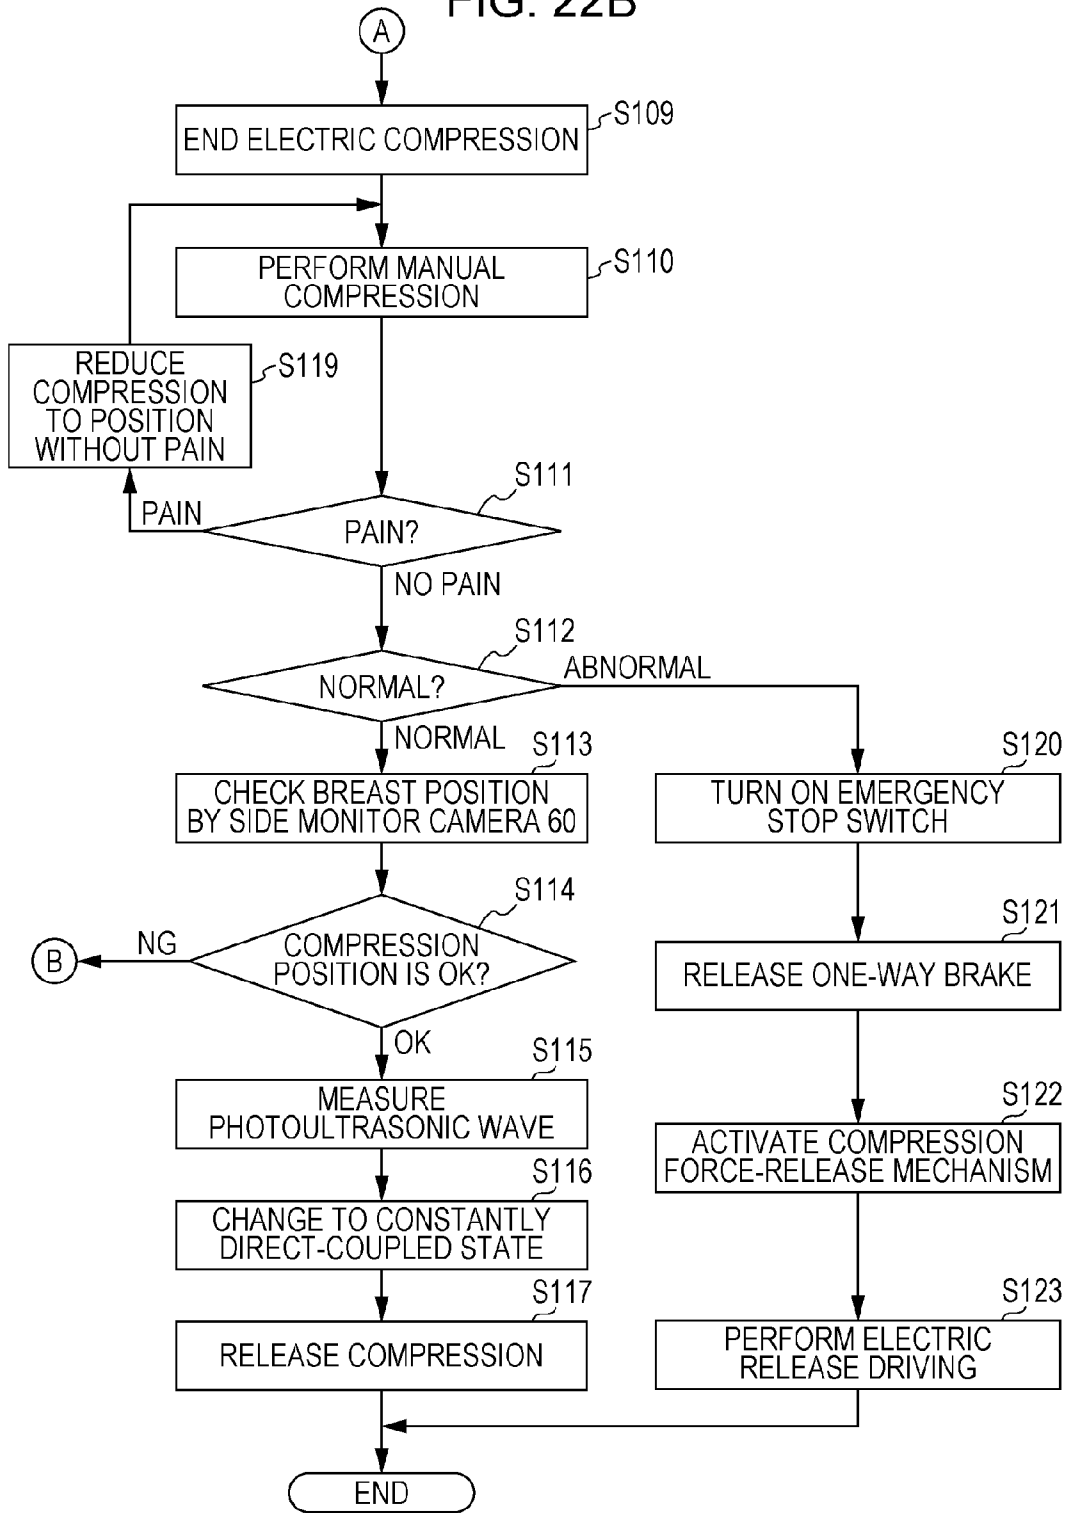 FIG. 22B
A
END ELECTRIC COMPRESSION
S109
PERFORM MANUAL
COMPRESSION
S110
REDUCE
COMPRESSION
TO POSITION
WITHOUT PAIN
S119
S111
PAIN
PAIN?
NO PAIN
S112
ABNORMAL
NORMAL?
NORMAL
S113
CHECK BREAST POSITION
BY SIDE MONITOR CAMERA 60
S120
TURN ON EMERGENCY
STOP SWITCH
S114
B
NG
COMPRESSION
POSITION IS OK?
OK
S121
RELEASE ONE-WAY BRAKE
S115
MEASURE
PHOTOULTRASONIC WAVE
S122
ACTIVATE COMPRESSION
FORCE-RELEASE MECHANISM
S116
CHANGE TO CONSTANTLY
DIRECT-COUPLED STATE
S117
RELEASE COMPRESSION
S123
PERFORM ELECTRIC
RELEASE DRIVING
END